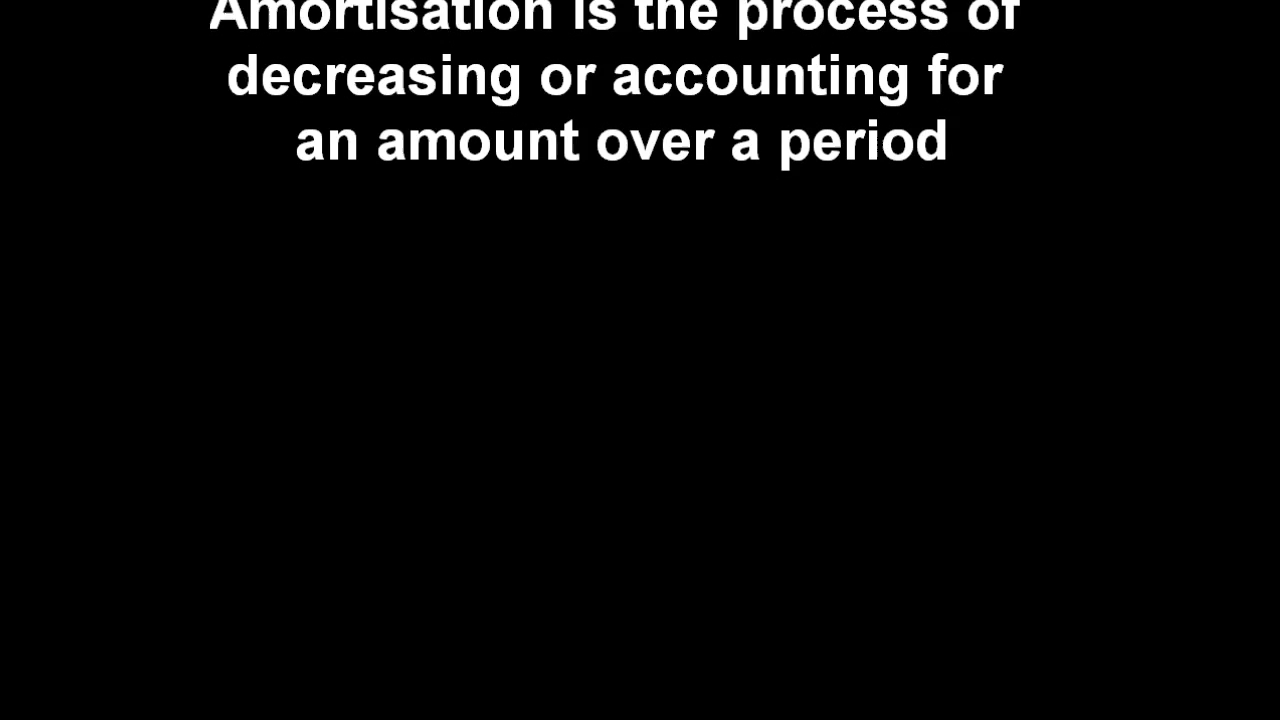 Amortisation is the process of
decreasing or accounting for
an amount over a period